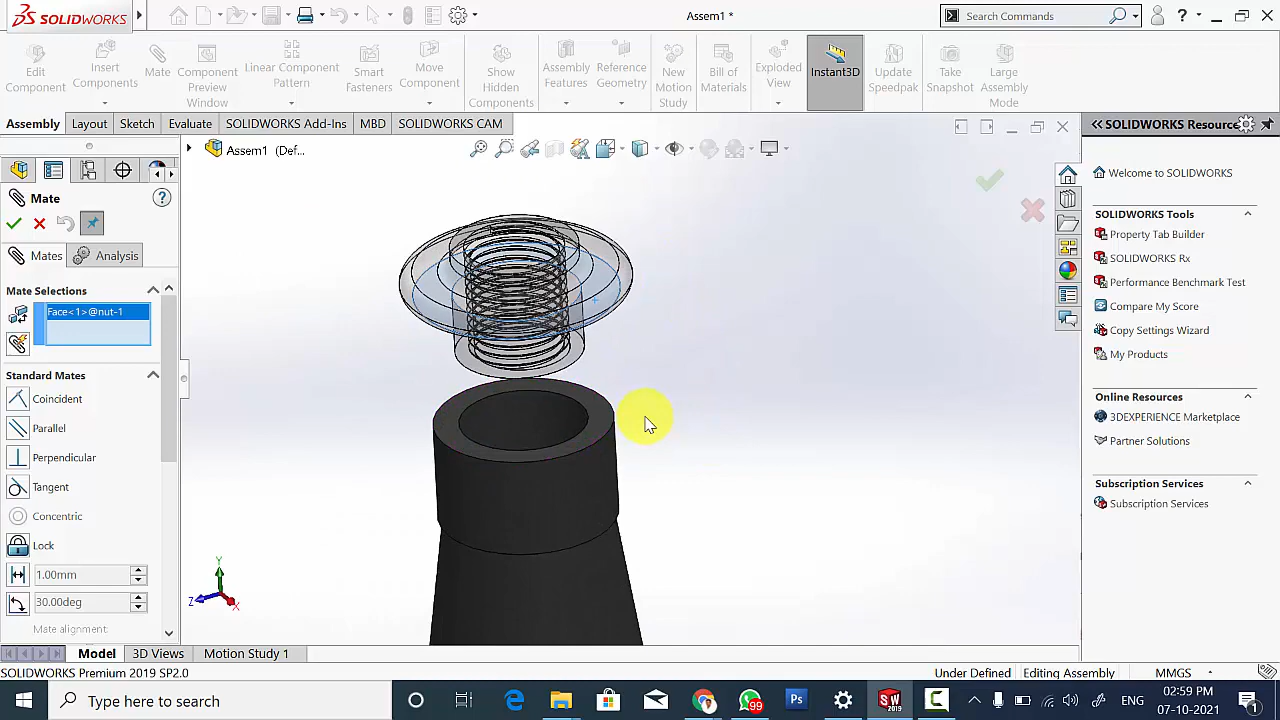 SOLIDWORKS
Assem1 *
Search Commands
Edit Component
Insert Components
Mate
Component Preview Window
Linear Component Pattern
Smart Fasteners
Move Component
Show Hidden Components
Assembly Features
Reference Geometry
New Motion Study
Bill of Materials
Exploded View
Instant3D
Update Speedpak
Take Snapshot
Large Assembly Mode
Assembly
Layout
Sketch
Evaluate
SOLIDWORKS Add-Ins
MBD
SOLIDWORKS CAM
Assem1 (Def...
Mate
Mates
Analysis
Mate Selections
Face<1>@nut-1
Standard Mates
Coincident
Parallel
Perpendicular
Tangent
Concentric
Lock
1.00mm
30.00deg
Mate alignment:
Y
Z
X
SOLIDWORKS Resourc
Welcome to SOLIDWORKS
SOLIDWORKS Tools
Property Tab Builder
SOLIDWORKS Rx
Performance Benchmark Test
Compare My Score
Copy Settings Wizard
My Products
Online Resources
3DEXPERIENCE Marketplace
Partner Solutions
Subscription Services
Subscription Services
Model
3D Views
Motion Study 1
SOLIDWORKS Premium 2019 SP2.0
Under Defined
Editing Assembly
MMGS
Type here to search
99
Ps
SW
2019
ENG
02:59 PM
07-10-2021
1